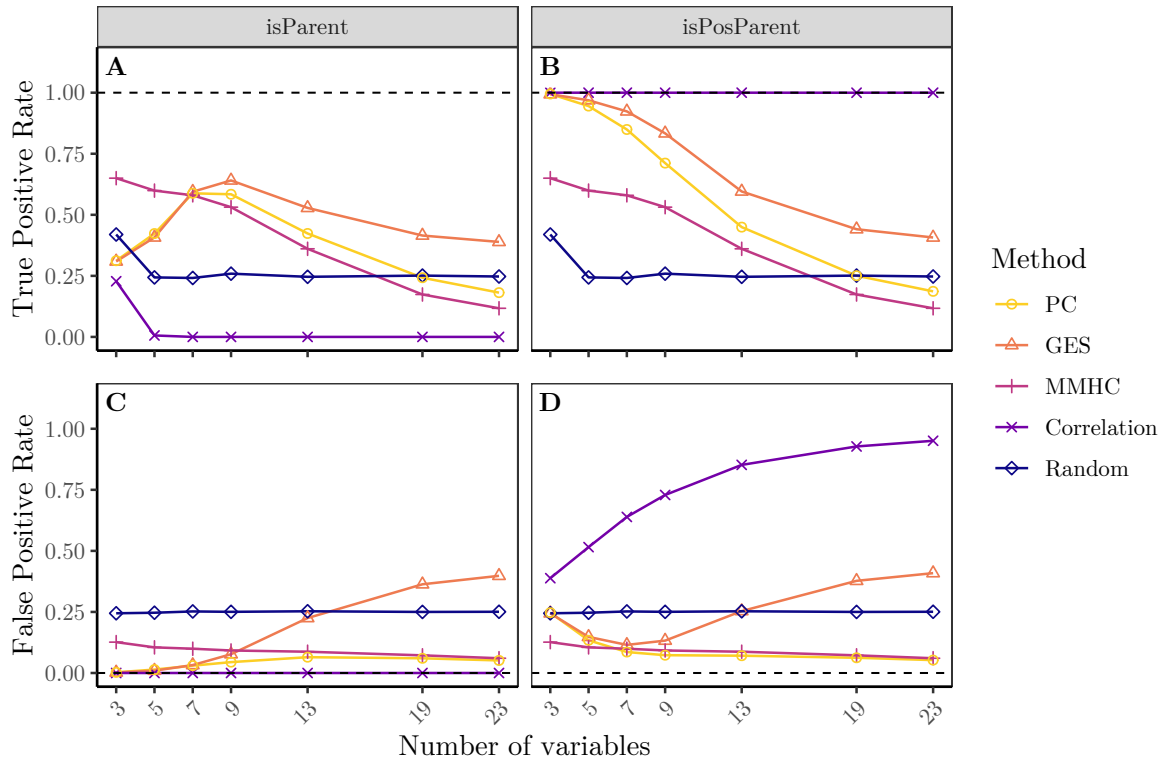 isParent
isPosParent
A
B
True Positive Rate
1.00
0.75
0.50
0.25
0.00
3
5
7
9
13
19
23
3
5
7
9
13
19
23
C
D
False Positive Rate
1.00
0.75
0.50
0.25
0.00
Number of variables
Method
PC
GES
MMHC
Correlation
Random